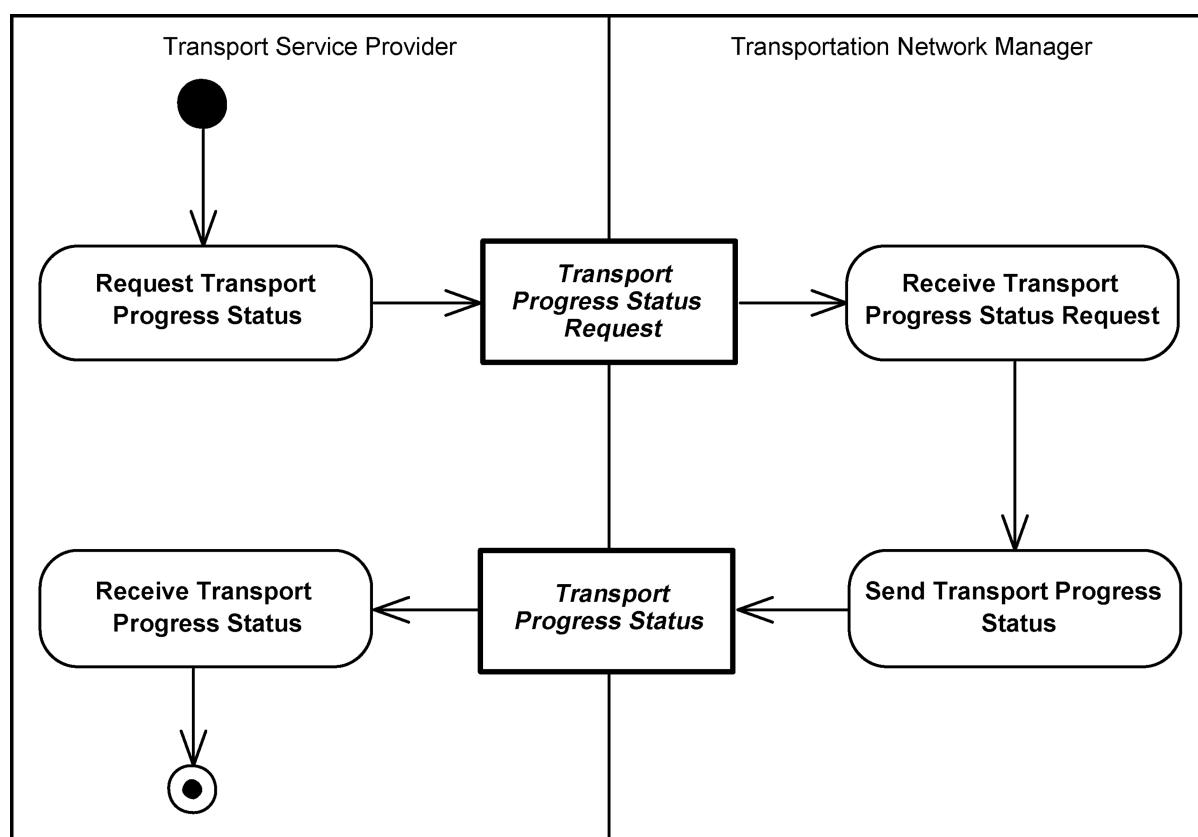 Transport Service Provider
Transportation Network Manager
Request Transport
Progress Status
Transport
Progress Status
Request
Receive Transport
Progress Status Request
Receive Transport
Progress Status
Transport
Progress Status
Send Transport Progress
Status